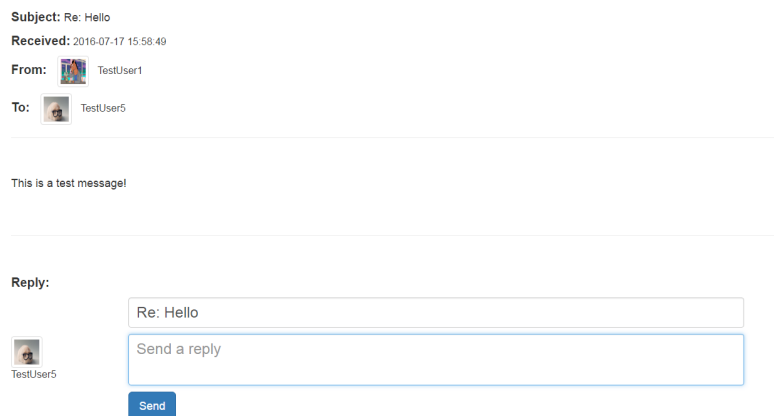 Subject: Re: Hello
Received: 2016-07-17 15:58:49
From: TestUser1
To: TestUser5
This is a test message!
Reply:
Re: Hello
Send a reply
TestUser5
Send